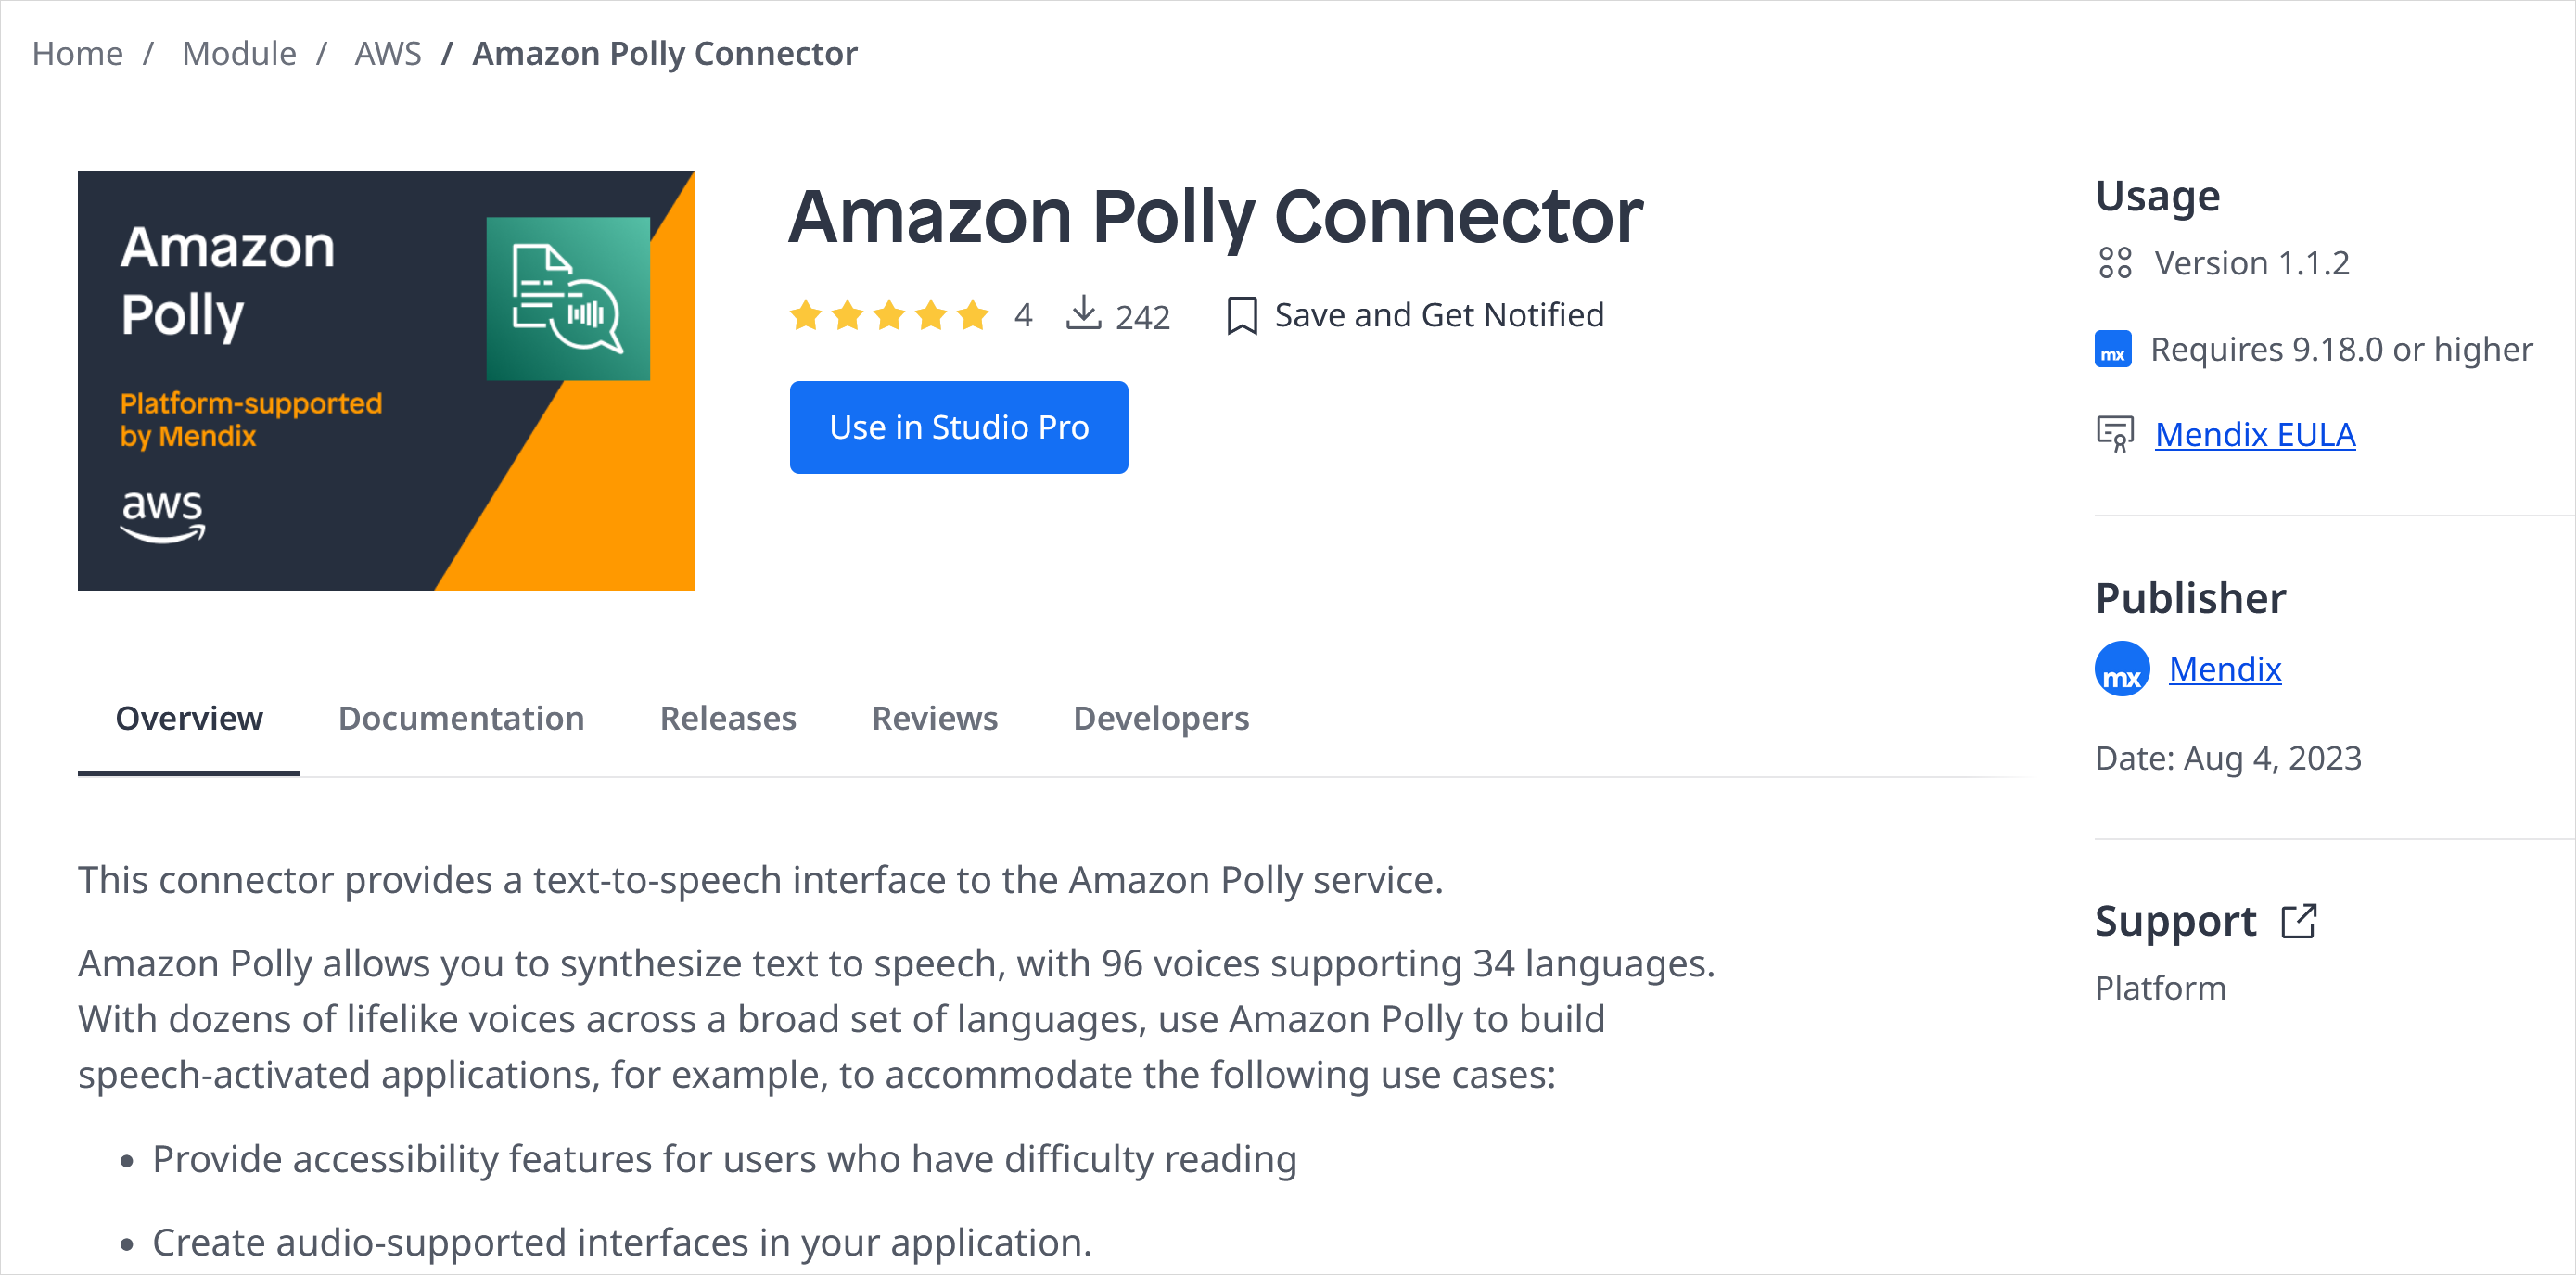 Home / Module / AWS / Amazon Polly Connector
Amazon
Polly
Platform-supported
by Mendix
aws
Amazon Polly Connector
4 242 Save and Get Notified
Use in Studio Pro
Overview Documentation Releases Reviews Developers
This connector provides a text-to-speech interface to the Amazon Polly service.
Amazon Polly allows you to synthesize text to speech, with 96 voices supporting 34 languages.
With dozens of lifelike voices across a broad set of languages, use Amazon Polly to build
speech-activated applications, for example, to accommodate the following use cases:
• Provide accessibility features for users who have difficulty reading
• Create audio-supported interfaces in your application.
Usage
Version 1.1.2
mx Requires 9.18.0 or higher
Mendix EULA
Publisher
mx Mendix
Date: Aug 4, 2023
Support
Platform